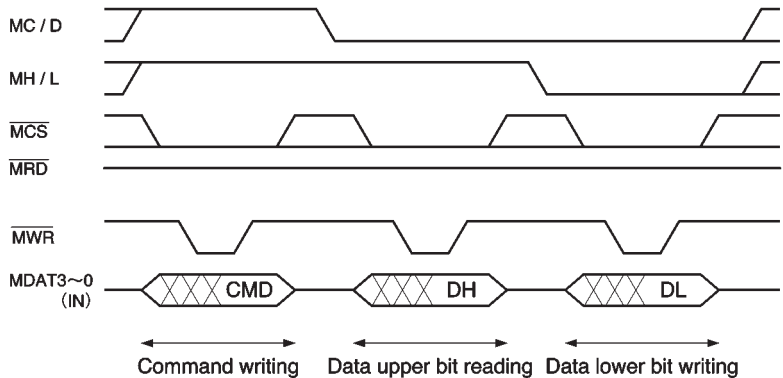 MC / D
MH / L
MCS
MRD
MWR
MDAT3～0 CMD DH DL
(IN)
Command writing Data upper bit reading Data lower bit writing